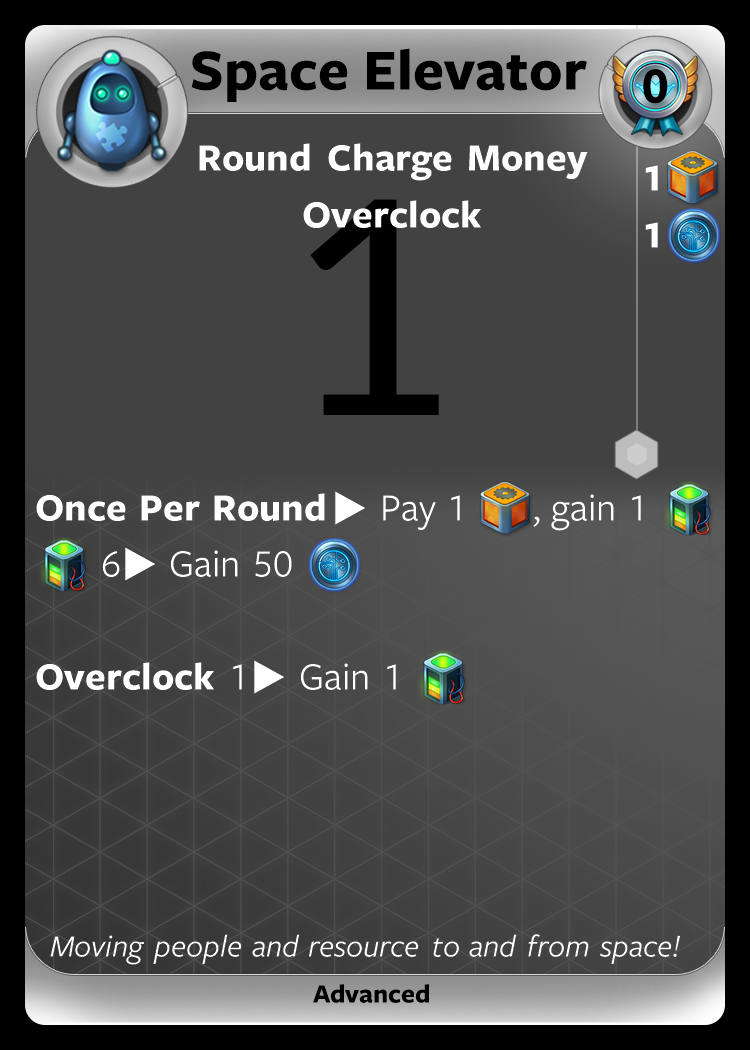 Space Elevator
0
Round Charge Money
Overclock
1
1
1
Once Per Round▶ Pay 1 , gain 1
6▶ Gain 50
Overclock 1▶ Gain 1
Moving people and resource to and from space!
Advanced